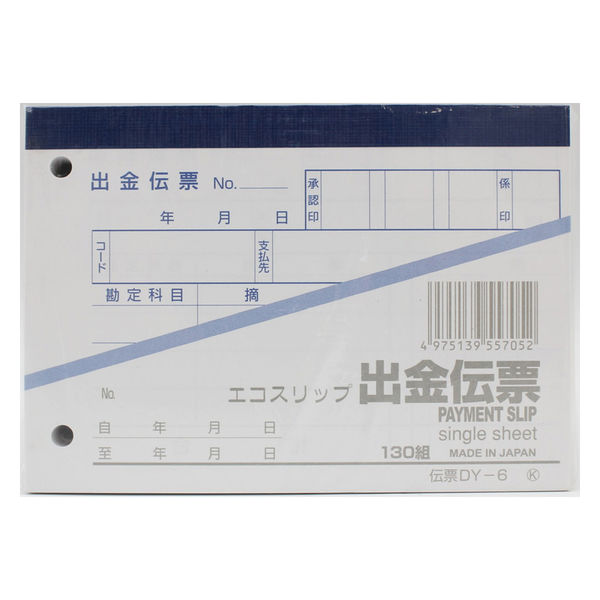 出金伝票 No.
承認印
係印
年 月 日
コード
支払先
勘定科目 摘
4 975139 557052
No.
エコスリップ 出金伝票
PAYMENT SLIP
single sheet
自 年 月 日
至 年 月 日
130組 MADE IN JAPAN
伝票DY-6 K